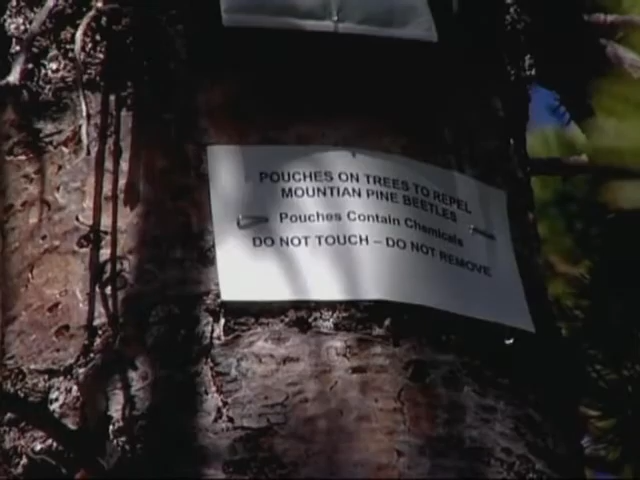 POUCHES ON TREES TO REPEL
MOUNTIAN PINE BEETLES
Pouches Contain Chemicals
DO NOT TOUCH – DO NOT REMOVE